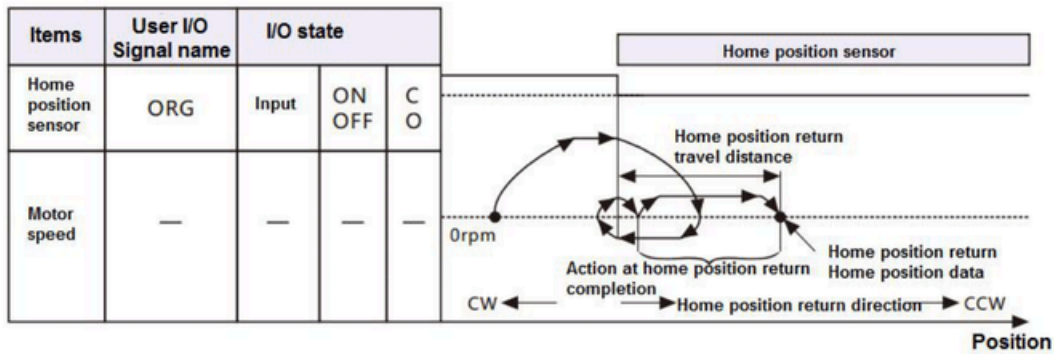 Items
User I/O
Signal name
I/O state
Home position sensor
Home
position
sensor
ORG
Input
ON
OFF
C
O
Home position return
travel distance
Motor
speed
—
—
—
—
0rpm
Home position return
Home position data
Action at home position return
completion
CW
Home position return direction
CCW
Position